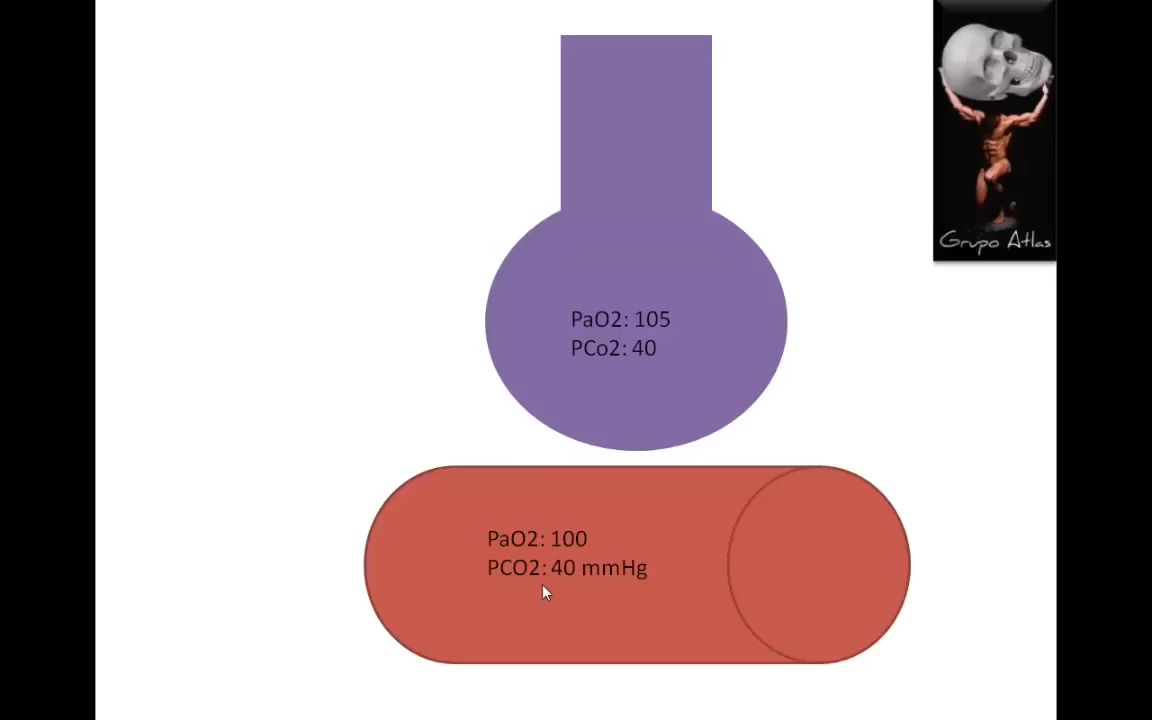 Grupo Atlas
PaO2: 105
PCo2: 40
PaO2: 100
PCO2: 40 mmHg